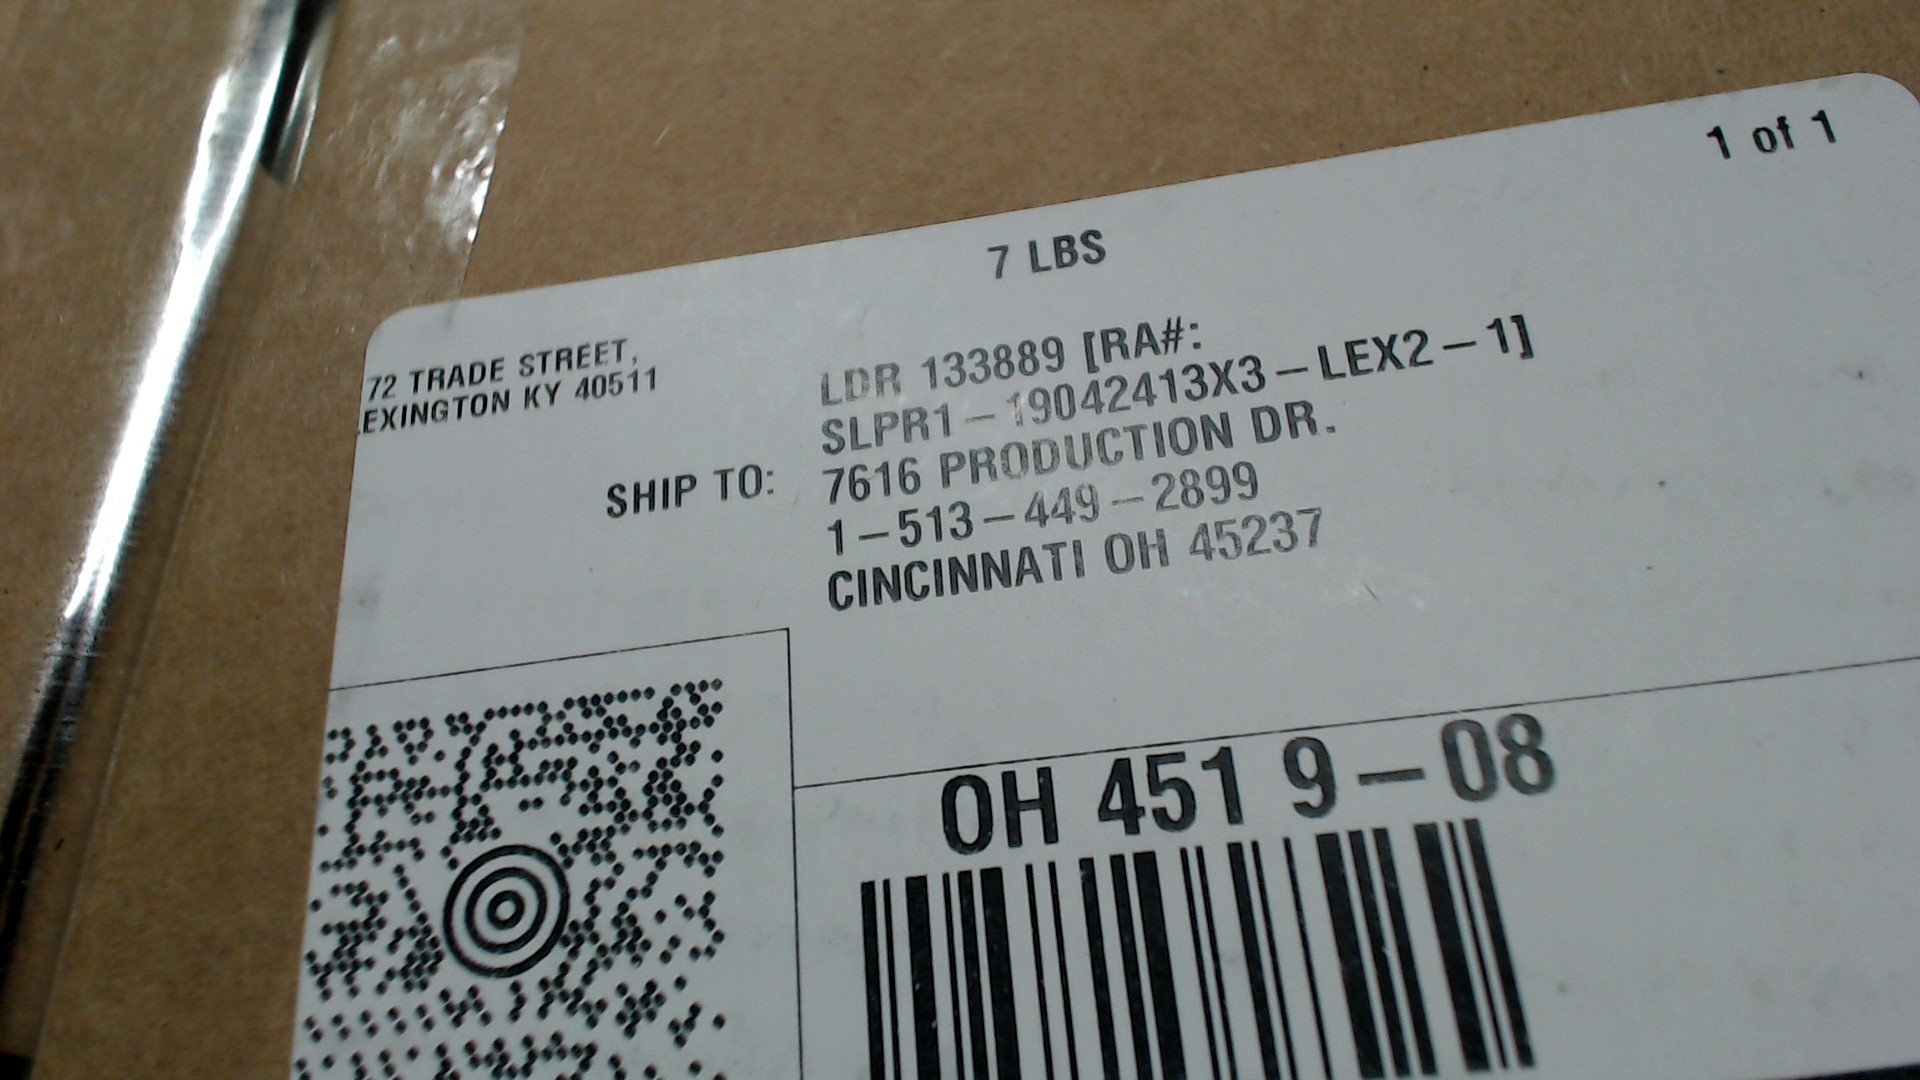 1 of 1
7 LBS
72 TRADE STREET,
EXINGTON KY 40511
LDR 133889 [RA#:
SLPR1-19042413X3-LEX2-1]
SHIP TO: 7616 PRODUCTION DR.
1-513-449-2899
CINCINNATI OH 45237
OH 451 9-08